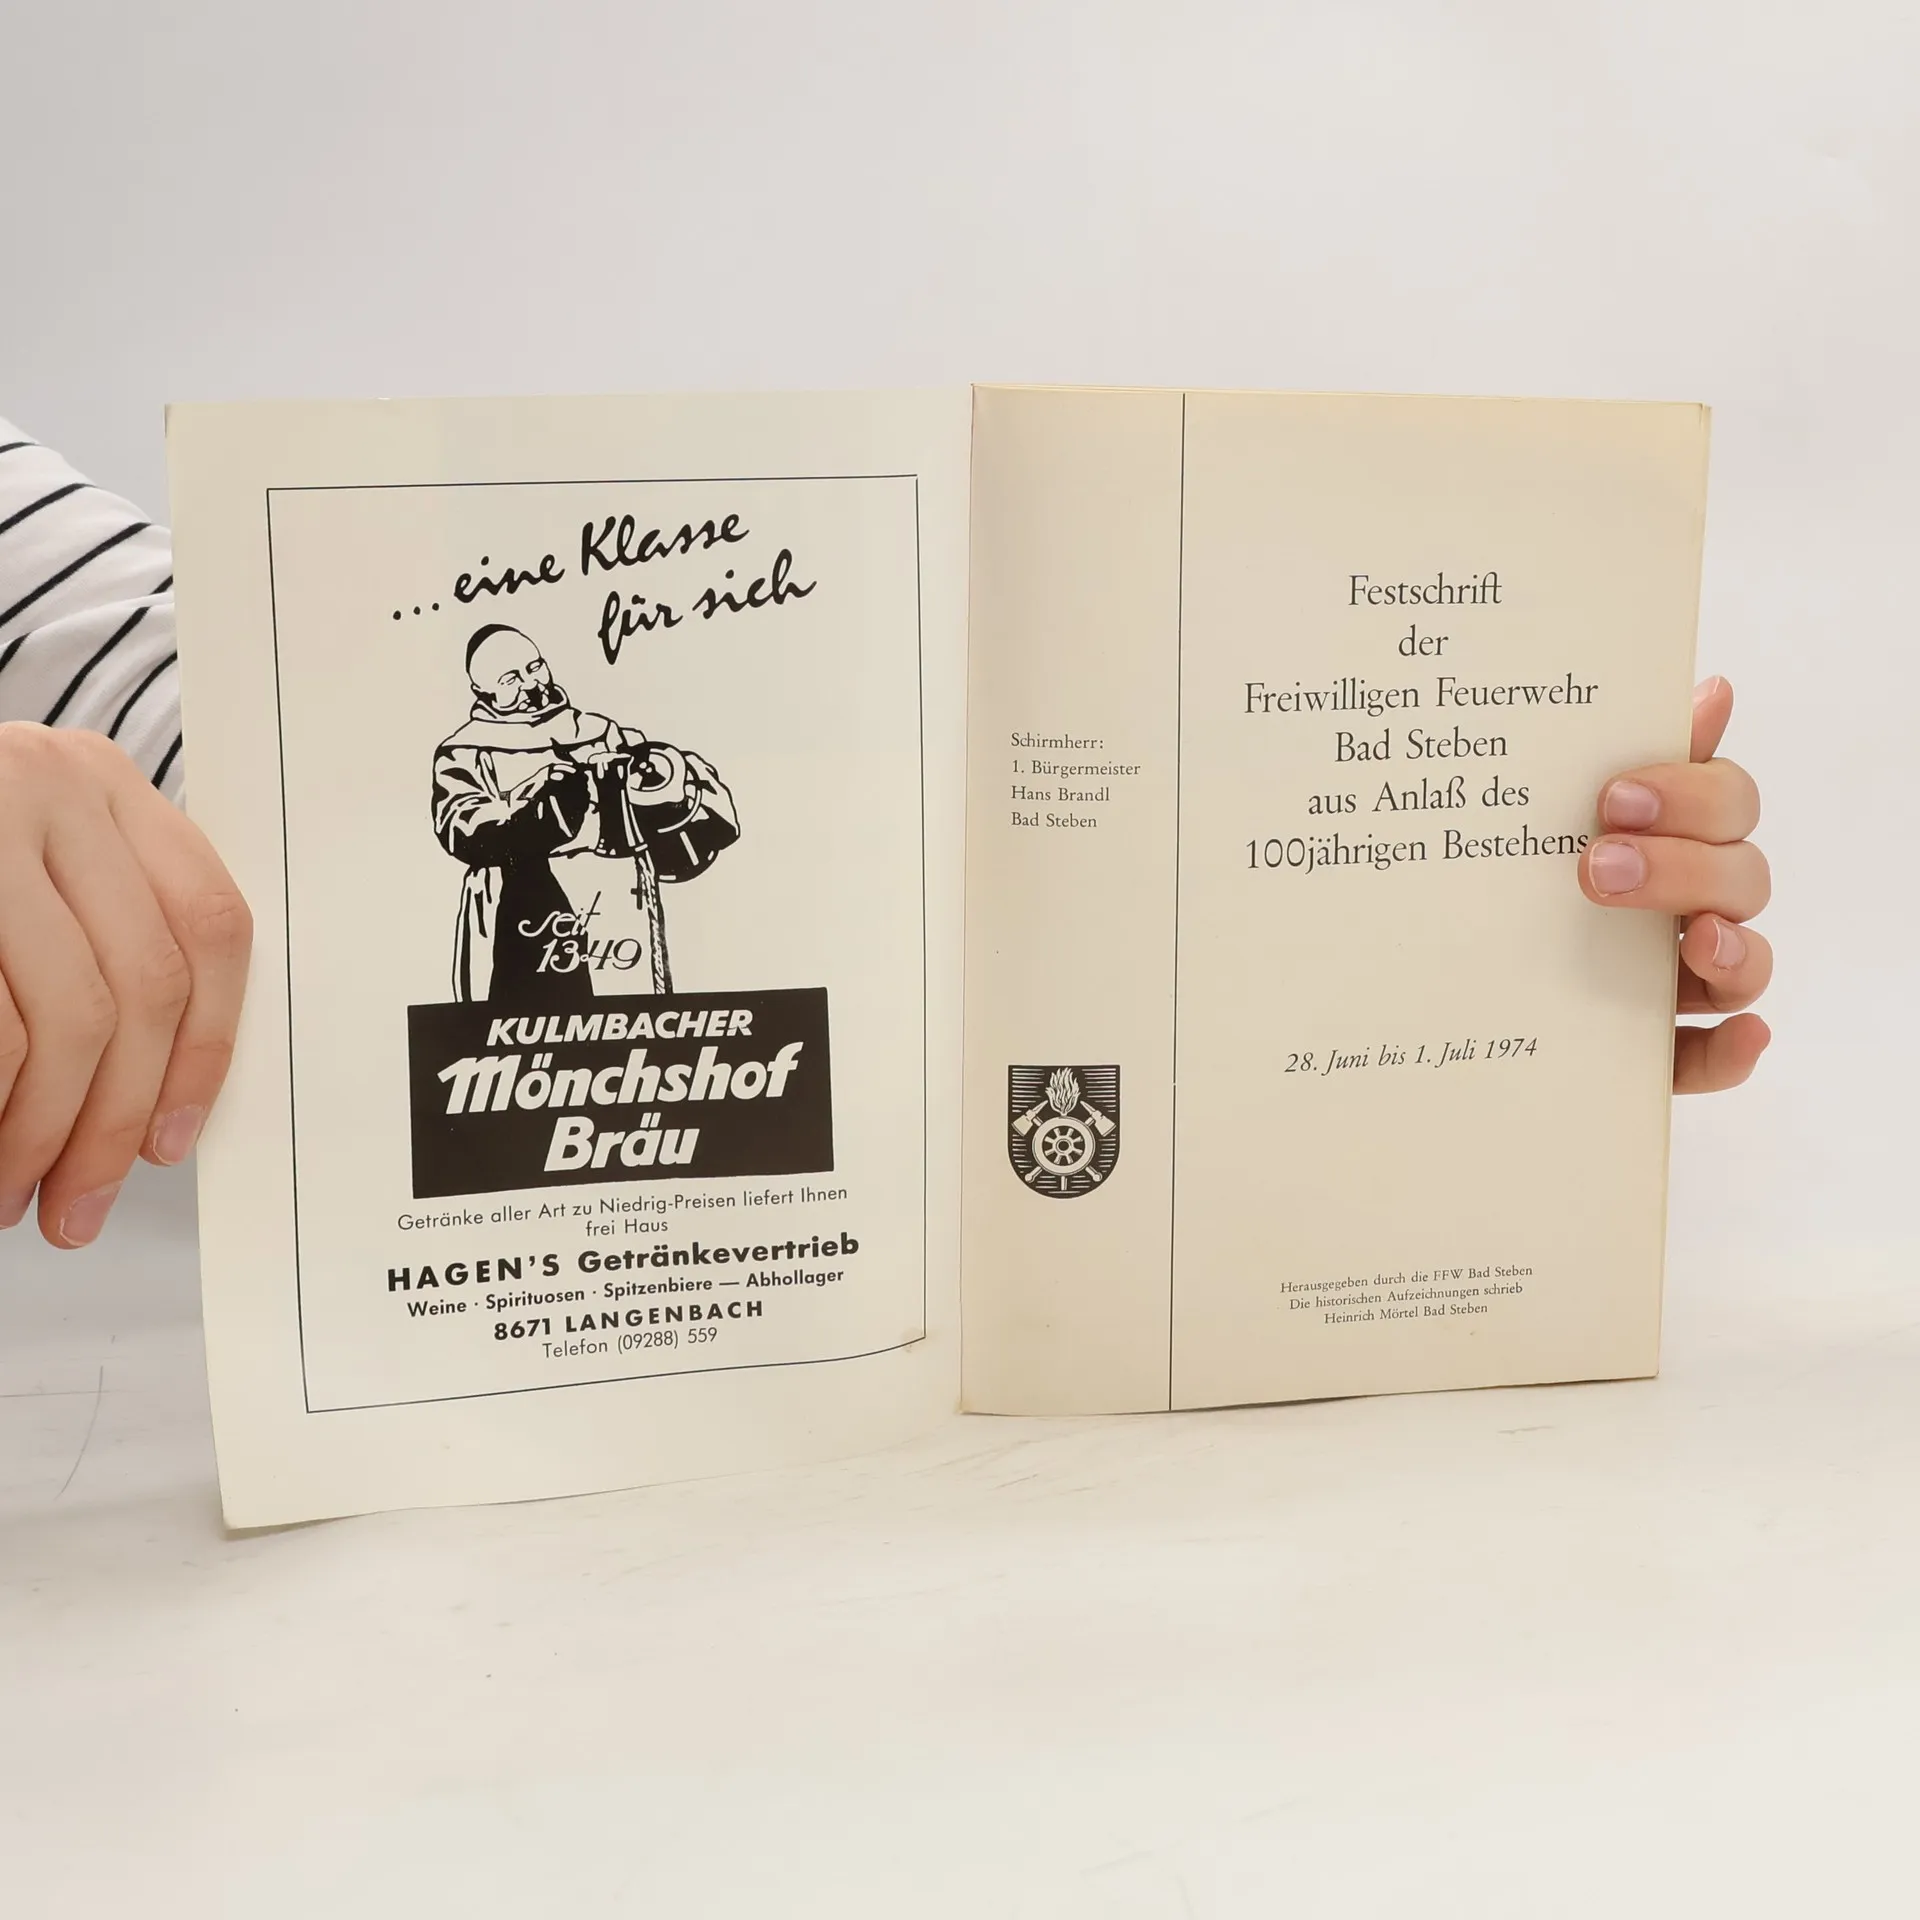 ...eine Klasse
für sich
seit
1349
KULMBACHER
Mönchshof
Bräu
Getränke aller Art zu Niedrig-Preisen liefert Ihnen
frei Haus
HAGEN'S Getränkevertrieb
Weine · Spirituosen · Spitzenbiere — Abhollager
8671 LANGENBACH
Telefon (09288) 559
Schirmherr:
1. Bürgermeister
Hans Brandl
Bad Steben
Festschrift
der
Freiwilligen Feuerwehr
Bad Steben
aus Anlaß des
100jährigen Bestehens
28. Juni bis 1. Juli 1974
Herausgegeben durch die FFW Bad Steben
Die historischen Aufzeichnungen schrieb
Heinrich Mörtel Bad Steben